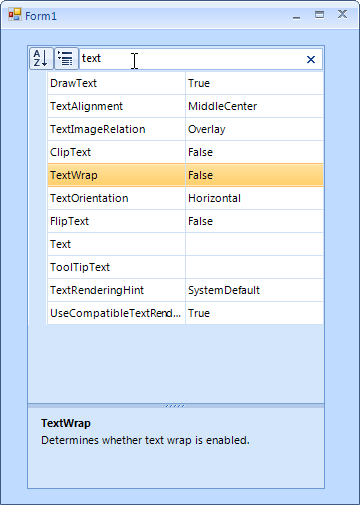 Form1
A Z text
DrawText True
TextAlignment MiddleCenter
TextImageRelation Overlay
ClipText False
TextWrap False
TextOrientation Horizontal
FlipText False
Text
ToolTipText
TextRenderingHint SystemDefault
UseCompatibleTextRend... True
TextWrap
Determines whether text wrap is enabled.